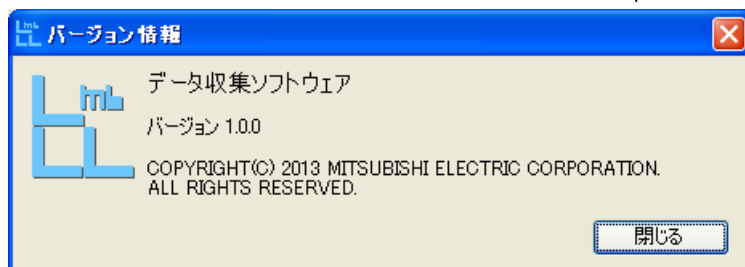 バージョン情報
データ収集ソフトウェア
バージョン 1.0.0
COPYRIGHT(C) 2013 MITSUBISHI ELECTRIC CORPORATION.
ALL RIGHTS RESERVED.
閉じる